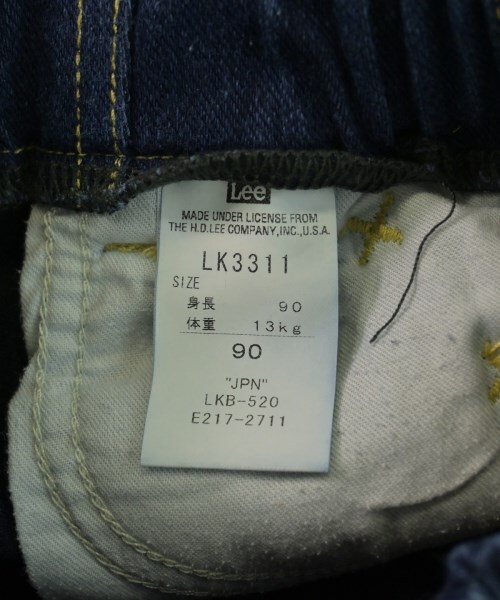 Lee
MADE UNDER LICENSE FROM
THE H.D.LEE COMPANY,INC.,U.S.A.
LK3311
SIZE
身長 90
体重 13kg
90
"JPN"
LKB-520
E217-2711